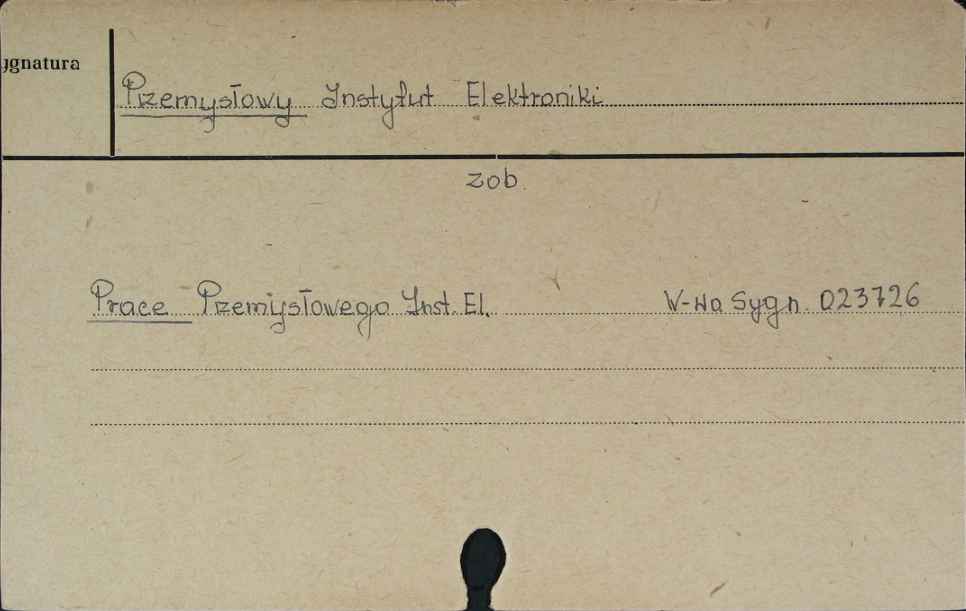 ygnatura
Przemysłowy Instytut Elektroniki
zob.
Prace Przemysłowego Inst. El. W-wa Sygn. 023726